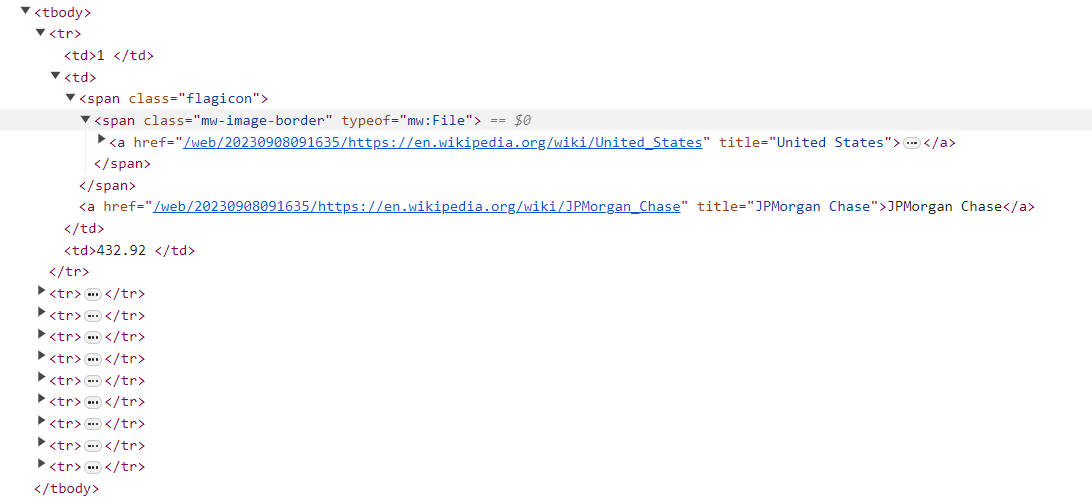 <tbody>
<tr>
<td>1 </td>
<td>
<span class="flagicon">
<span class="mw-image-border" typeof="mw:File"> == $0
<a href="/web/20230908091635/https://en.wikipedia.org/wiki/United_States" title="United States">…</a>
</span>
</span>
<a href="/web/20230908091635/https://en.wikipedia.org/wiki/JPMorgan_Chase" title="JPMorgan Chase">JPMorgan Chase</a>
</td>
<td>432.92 </td>
</tr>
<tr>…</tr>
<tr>…</tr>
<tr>…</tr>
<tr>…</tr>
<tr>…</tr>
<tr>…</tr>
<tr>…</tr>
<tr>…</tr>
<tr>…</tr>
</tbody>